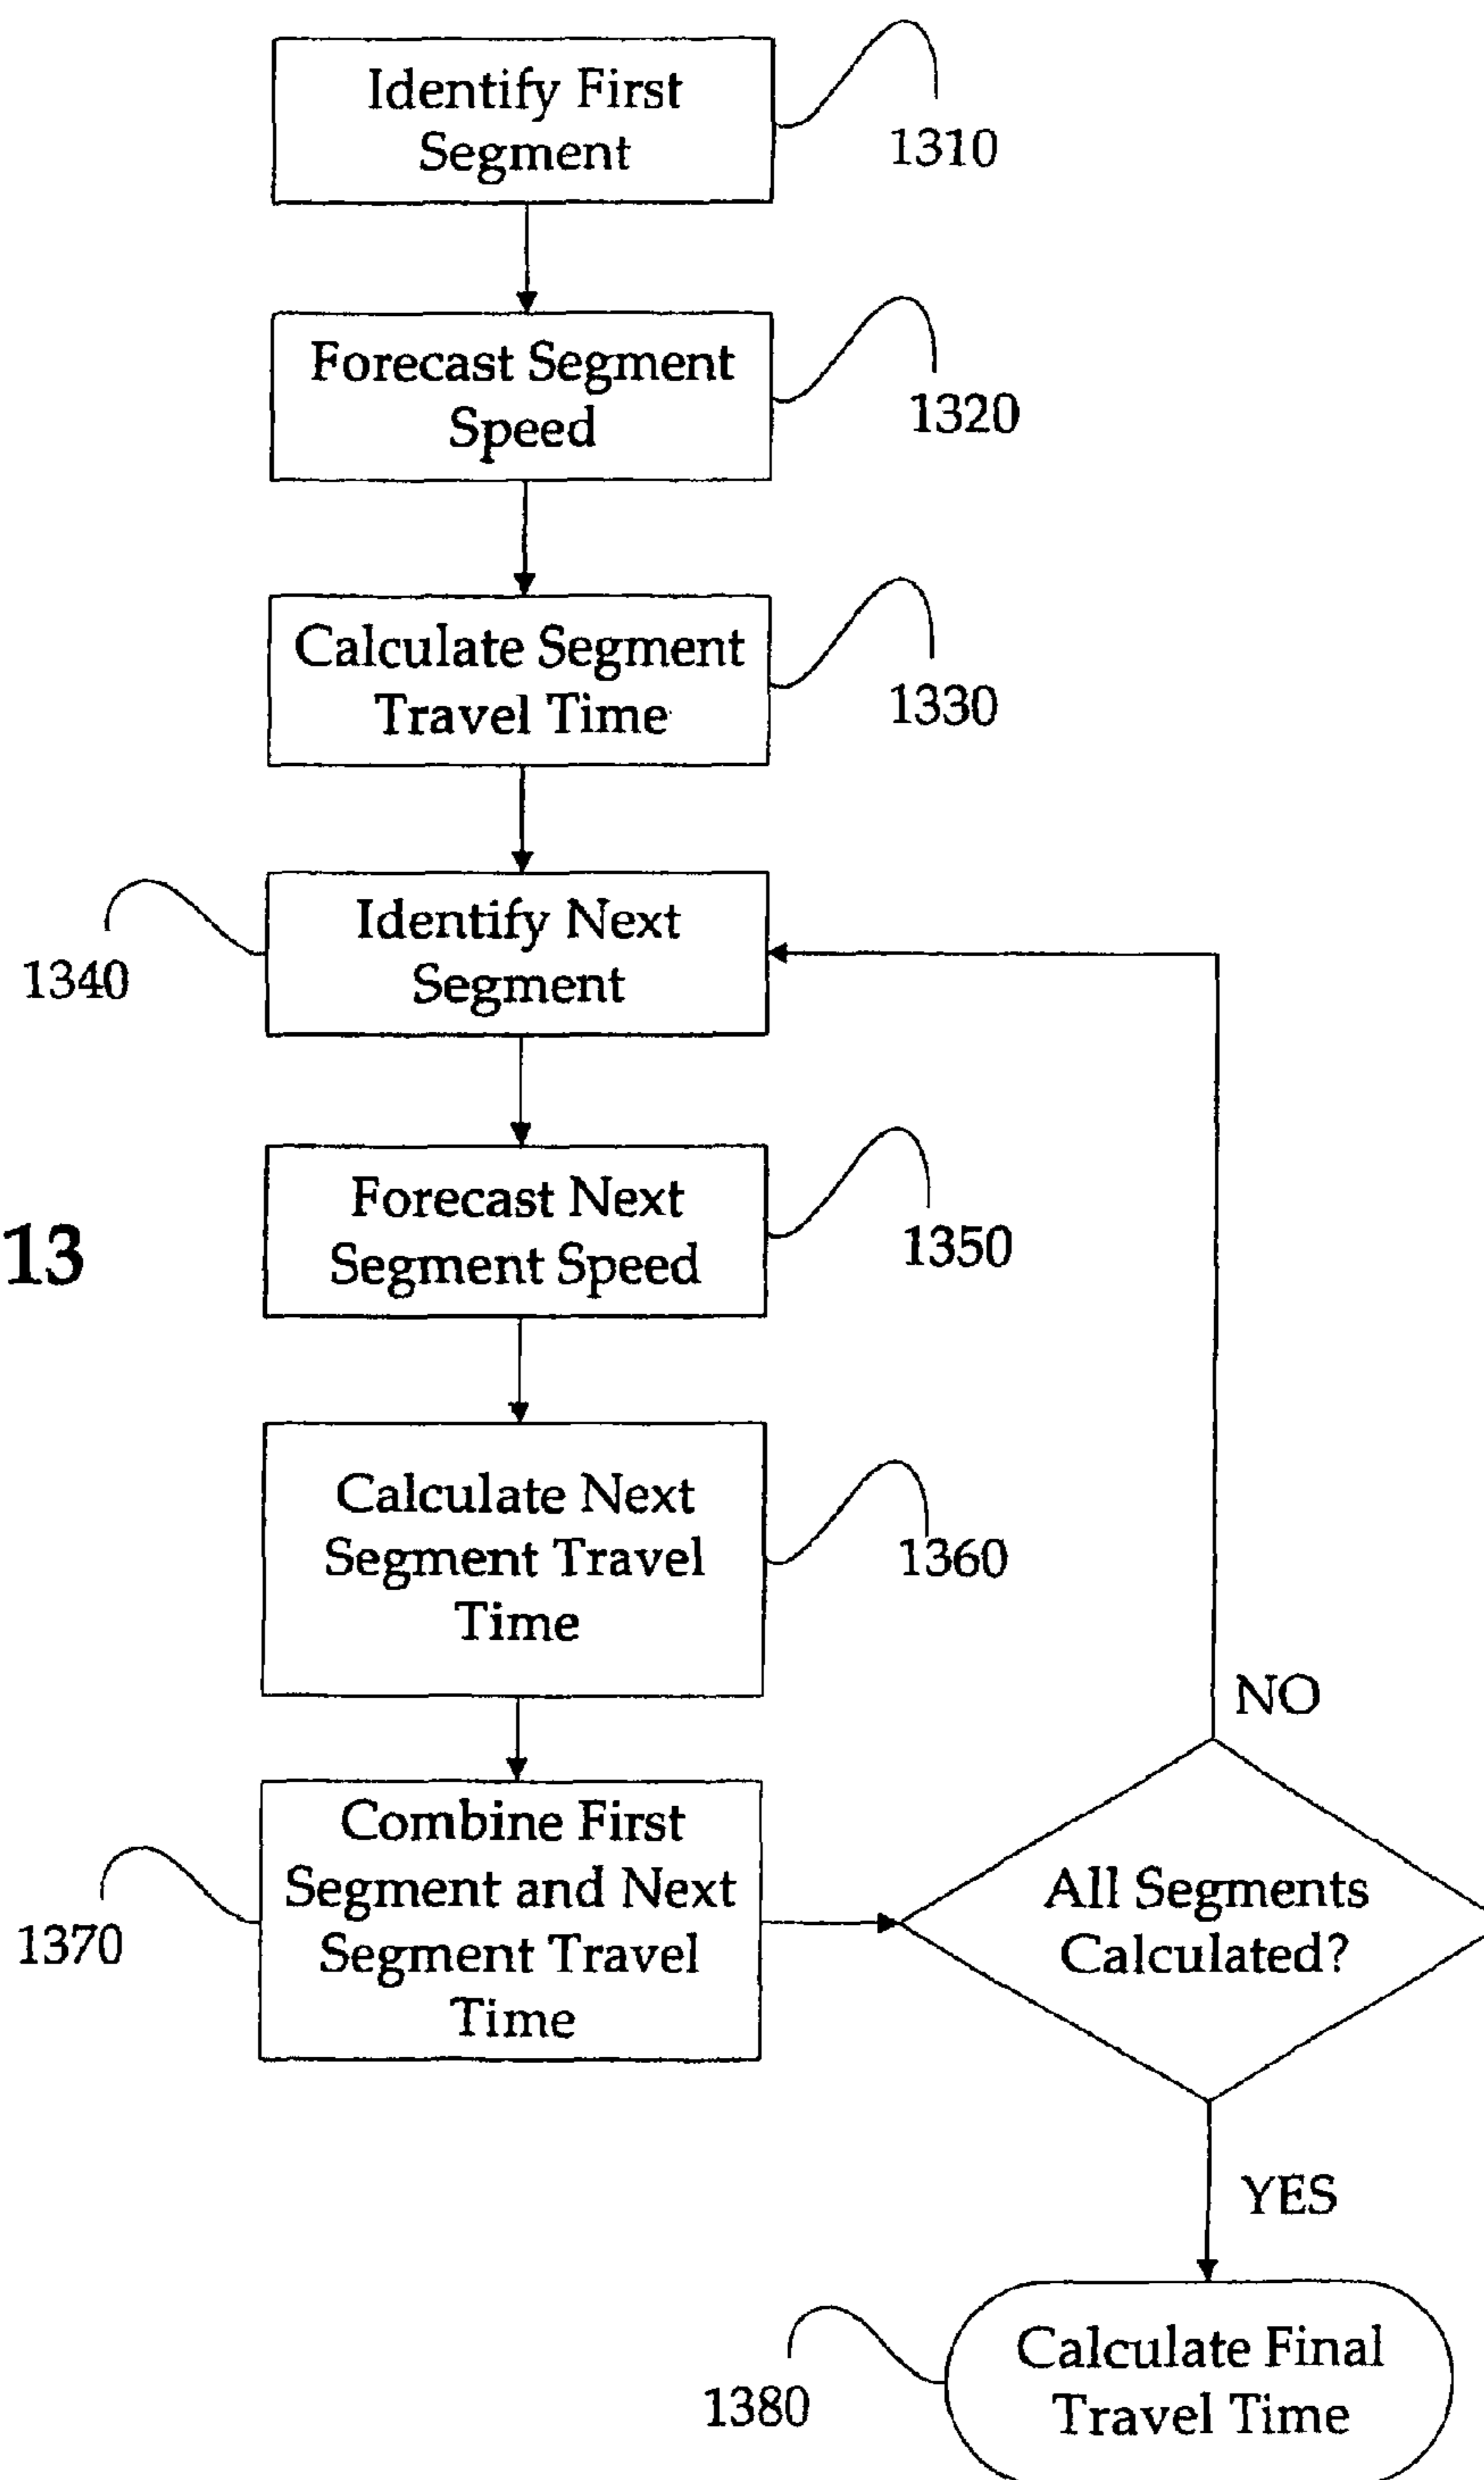 Identify First
Segment
1310
Forecast Segment
Speed
1320
Calculate Segment
Travel Time
1330
Identify Next
Segment
1340
Forecast Next
Segment Speed
1350
13
Calculate Next
Segment Travel
Time
1360
NO
Combine First
Segment and Next
Segment Travel
Time
1370
All Segments
Calculated?
YES
Calculate Final
Travel Time
1380